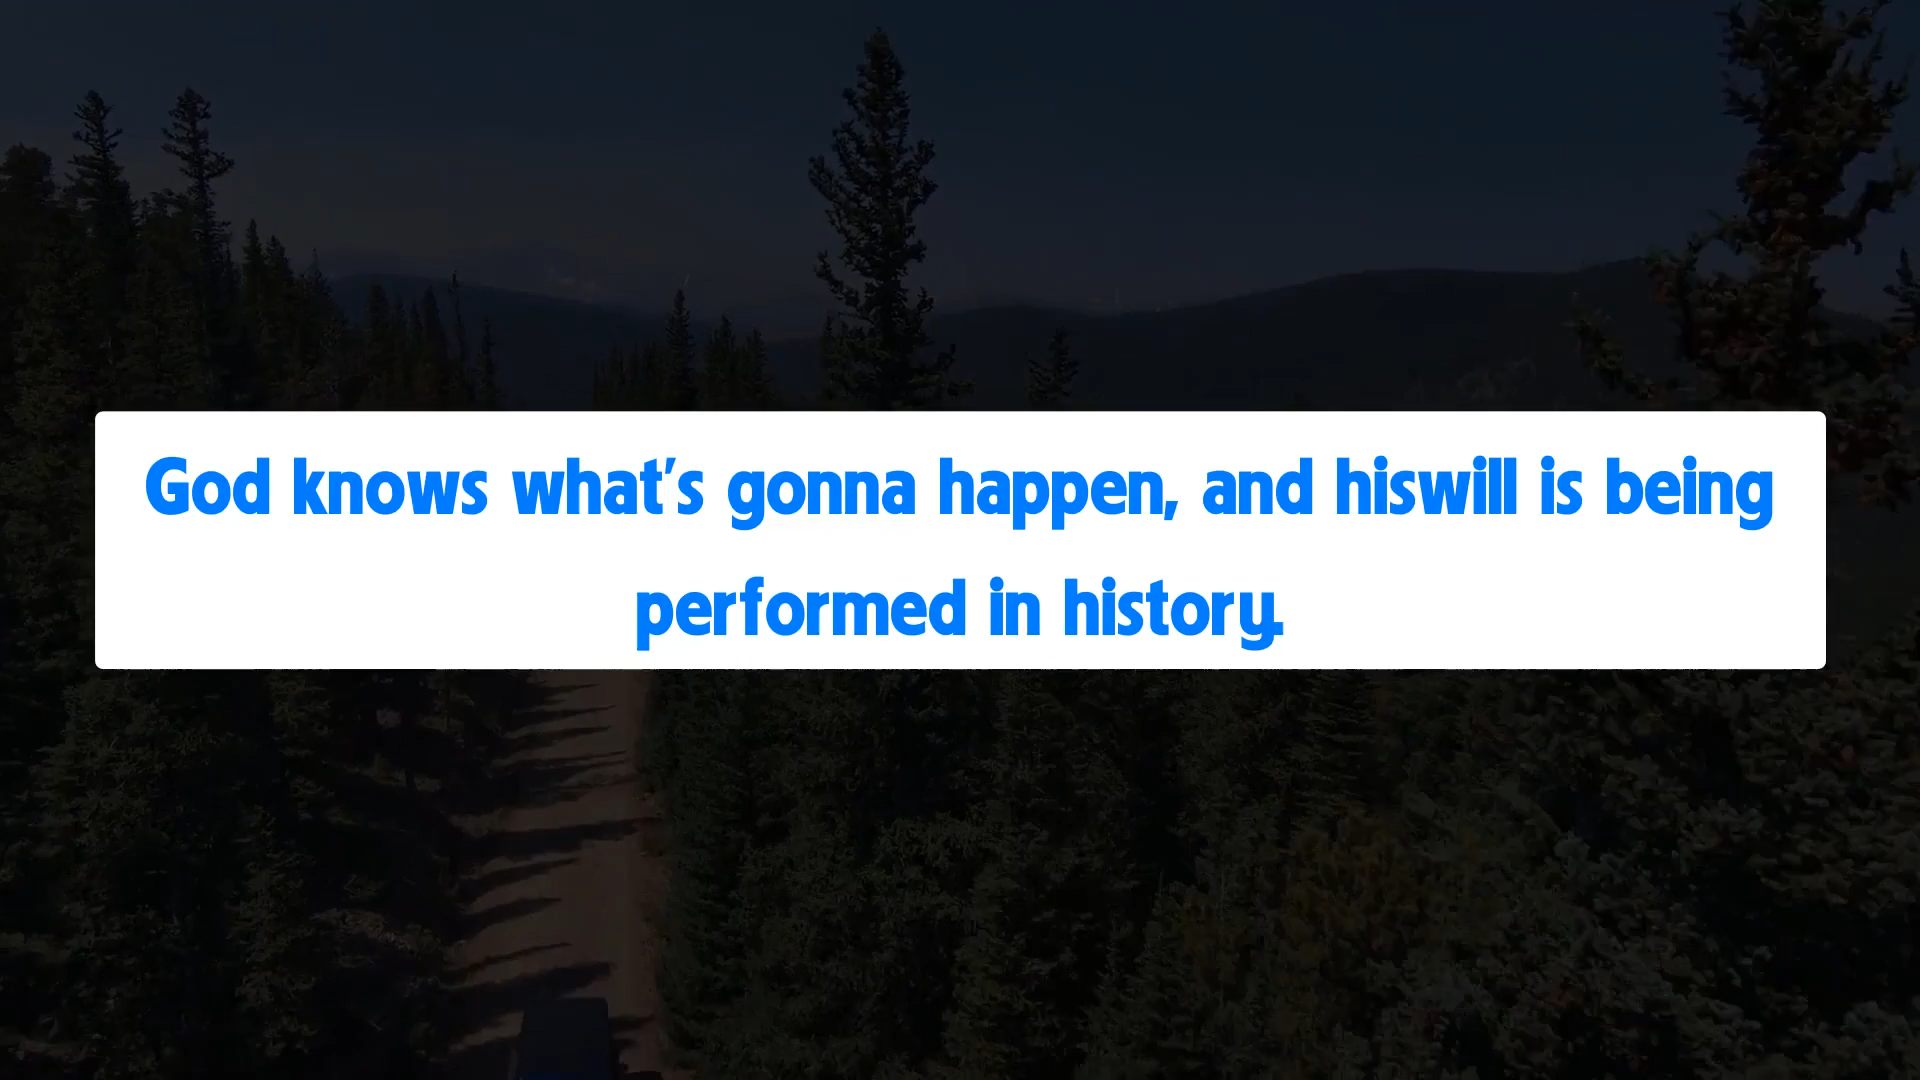 God knows what's gonna happen, and hiswill is being
performed in history.